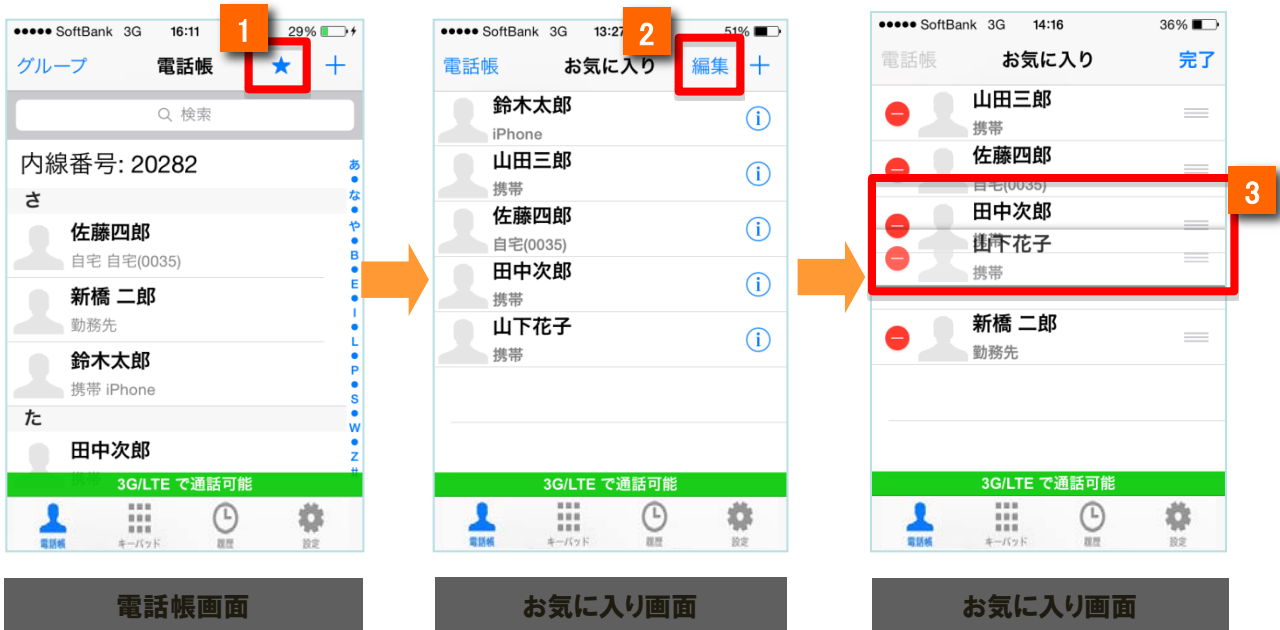 1
●●●●● SoftBank 3G 16:11 29%
グループ 電話帳 ★ +
検索
内線番号: 20282
さ
佐藤四郎
自宅 自宅(0035)
新橋 二郎
勤務先
鈴木太郎
携帯 iPhone
た
田中次郎
携帯
あ
●
な
●
や
●
B
●
E
●
I
●
L
●
P
●
S
●
W
●
Z
#
3G/LTE で通話可能
電話帳 キーパッド 履歴 設定
電話帳画面
2
●●●●● SoftBank 3G 13:27 51%
電話帳 お気に入り 編集 +
鈴木太郎
iPhone
山田三郎
携帯
佐藤四郎
自宅(0035)
田中次郎
携帯
山下花子
携帯
3G/LTE で通話可能
電話帳 キーパッド 履歴 設定
お気に入り画面
●●●●● SoftBank 3G 14:16 36%
電話帳 お気に入り 完了
山田三郎
携帯
佐藤四郎
自宅(0035)
3
田中次郎
携帯
山下花子
携帯
新橋 二郎
勤務先
3G/LTE で通話可能
電話帳 キーパッド 履歴 設定
お気に入り画面